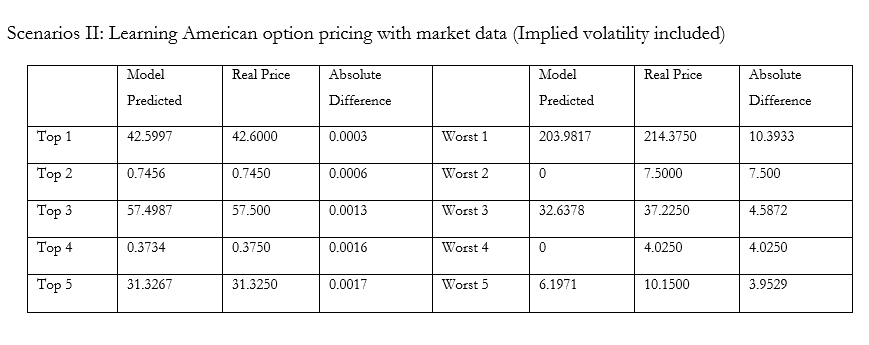 Scenarios II: Learning American option pricing with market data (Implied volatility included)
Model Predicted Real Price Absolute Difference Model Predicted Real Price Absolute Difference
Top 1 42.5997 42.6000 0.0003 Worst 1 203.9817 214.3750 10.3933
Top 2 0.7456 0.7450 0.0006 Worst 2 0 7.5000 7.500
Top 3 57.4987 57.500 0.0013 Worst 3 32.6378 37.2250 4.5872
Top 4 0.3734 0.3750 0.0016 Worst 4 0 4.0250 4.0250
Top 5 31.3267 31.3250 0.0017 Worst 5 6.1971 10.1500 3.9529